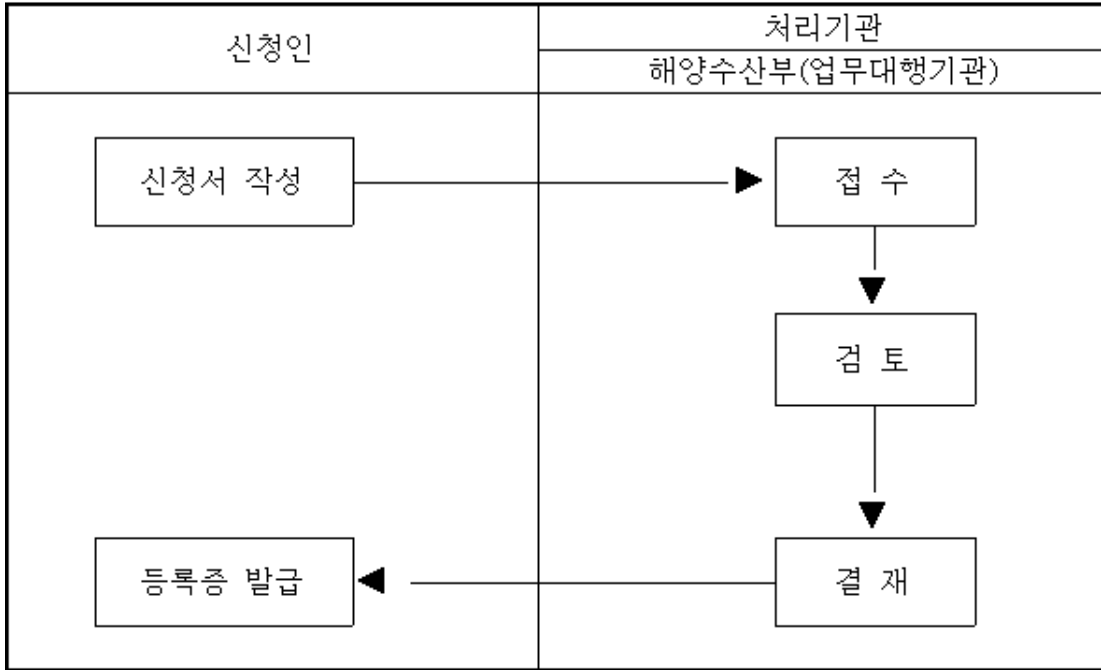 신청인
처리기관
해양수산부(업무대행기관)
신청서 작성
접 수
검 토
등록증 발급
결 재